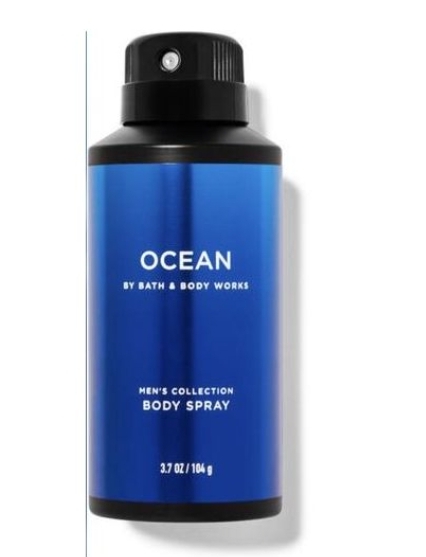 OCEAN
BY BATH & BODY WORKS
MEN'S COLLECTION
BODY SPRAY
3.7 OZ / 104 g